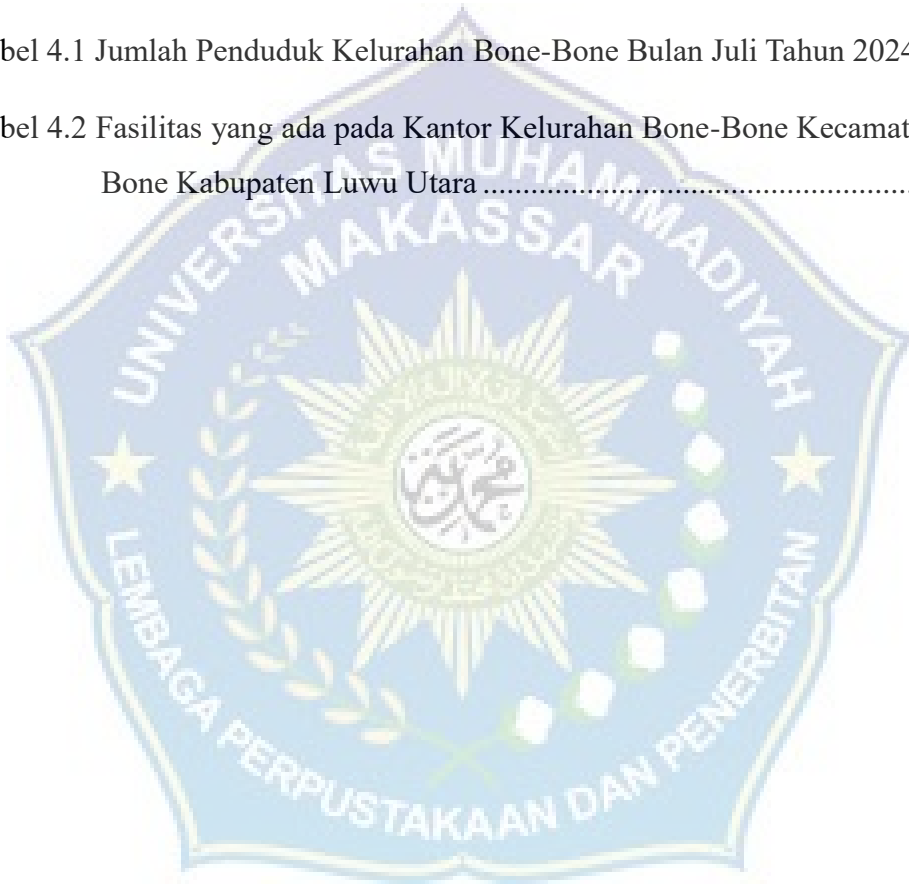 bel 4.1 Jumlah Penduduk Kelurahan Bone-Bone Bulan Juli Tahun 2024
bel 4.2 Fasilitas yang ada pada Kantor Kelurahan Bone-Bone Kecamat
Bone Kabupaten Luwu Utara ......................................................
UNIVERSITAS MUHAMMADIYAH
MAKASSAR
LEMBAGA PERPUSTAKAAN DAN PENERBITAN